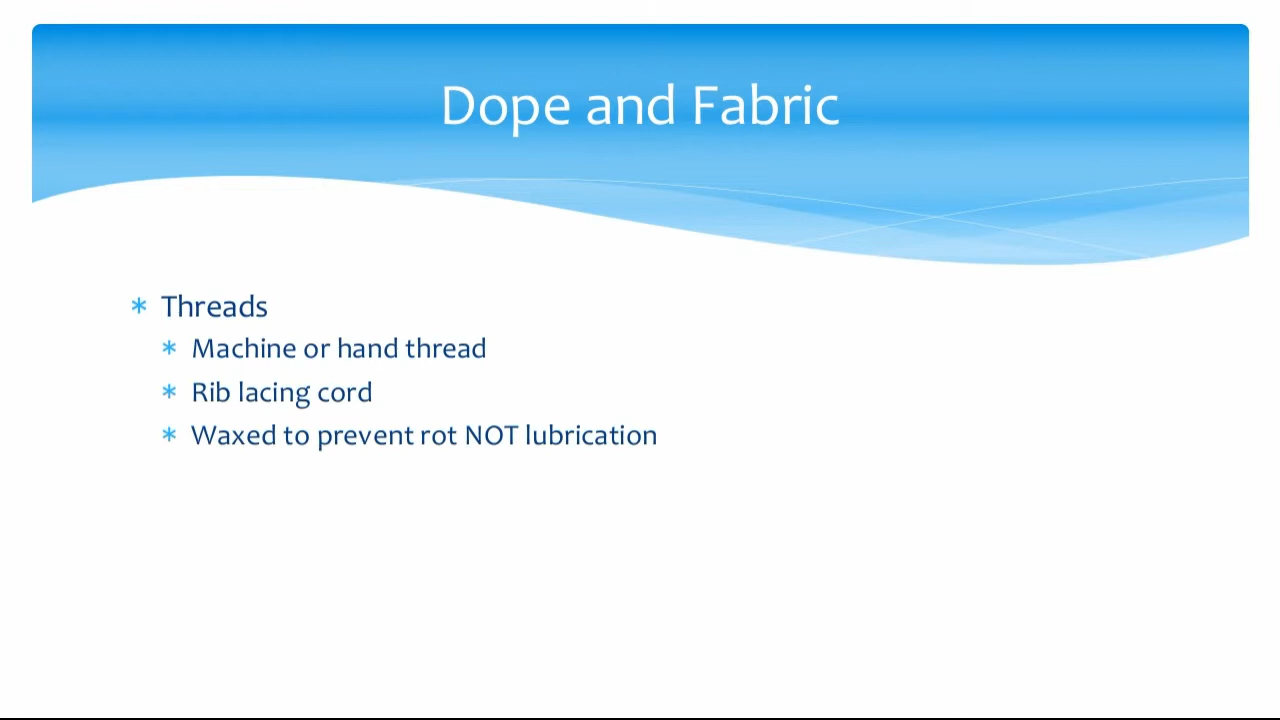 Dope and Fabric
* Threads
* Machine or hand thread
* Rib lacing cord
* Waxed to prevent rot NOT lubrication